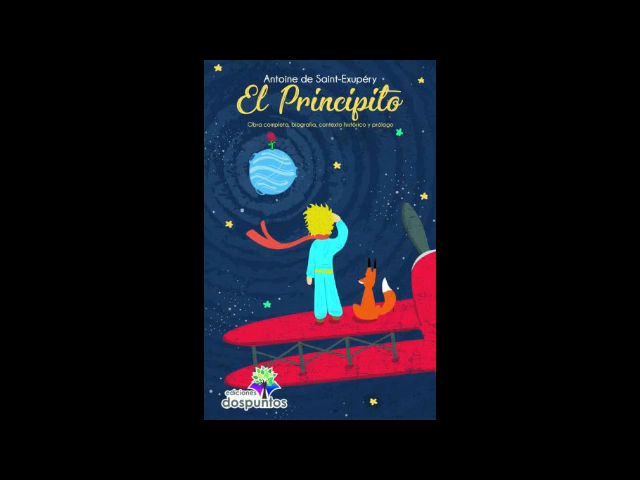 Antoine de Saint-Exupéry
El Principito
Obra completa, biografía, contexto histórico y prólogo
ediciones
dospuntos